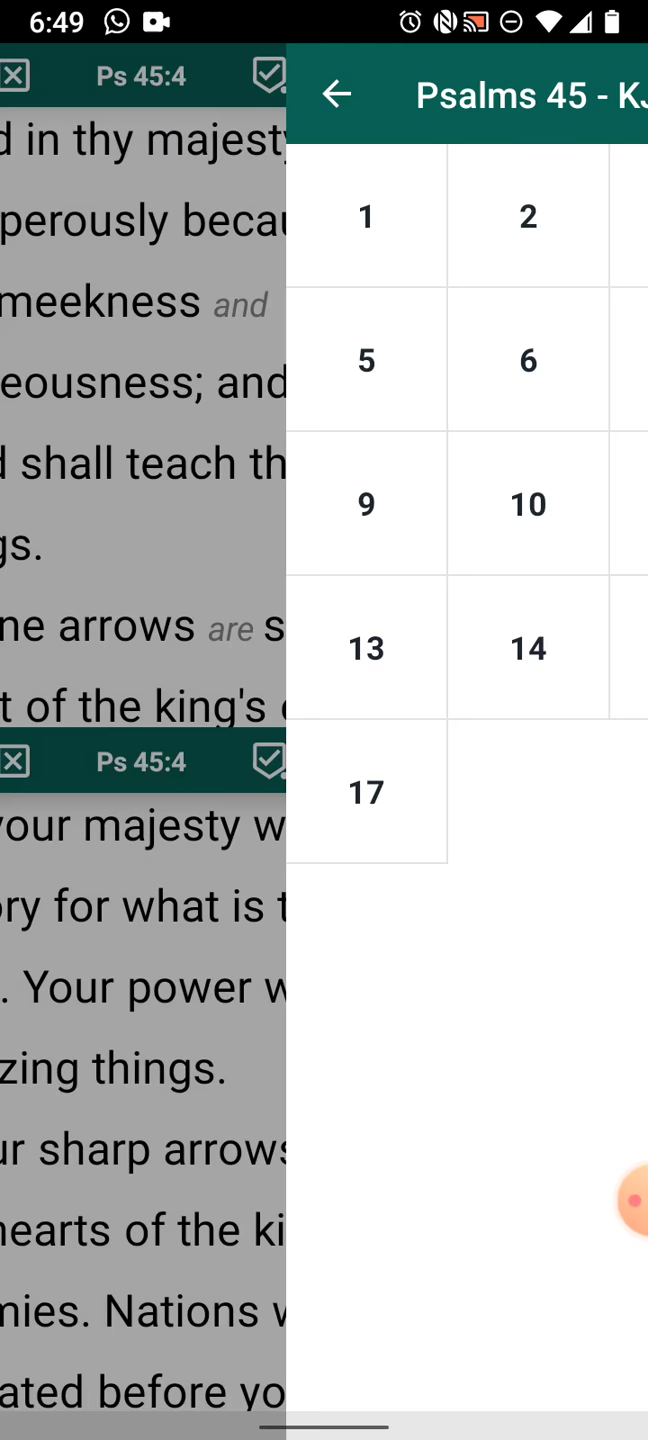 6:49
Ps 45:4
Psalms 45 - KJ
d in thy majesty
perously becau
meekness and
eousness; and
d shall teach th
gs.
ne arrows are s
t of the king's e
Ps 45:4
your majesty w
ory for what is t
. Your power w
zing things.
ur sharp arrows
hearts of the ki
mies. Nations w
ated before yo
1 2
5 6
9 10
13 14
17